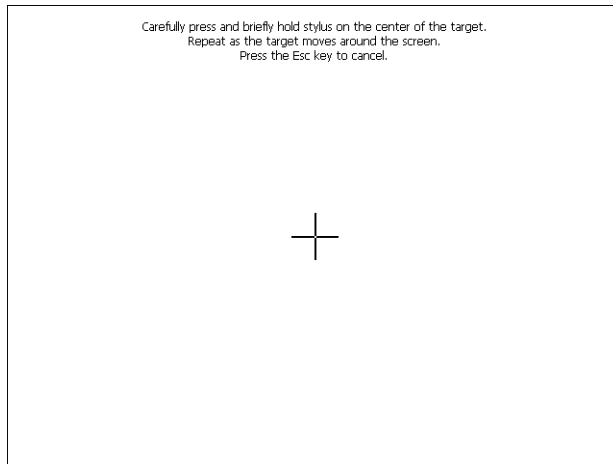 Carefully press and briefly hold stylus on the center of the target.
Repeat as the target moves around the screen.
Press the Esc key to cancel.